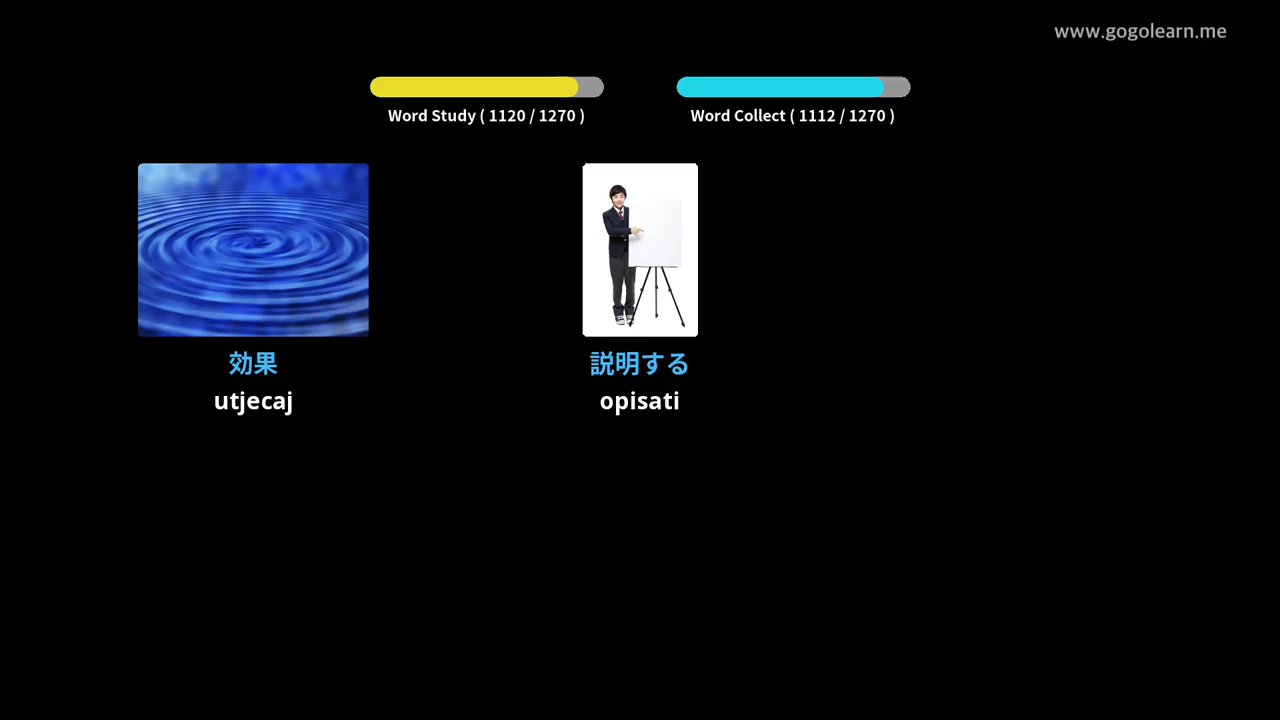 www.gogolearn.me
Word Study ( 1120 / 1270 )
Word Collect ( 1112 / 1270 )
効果
説明する
utjecaj
opisati